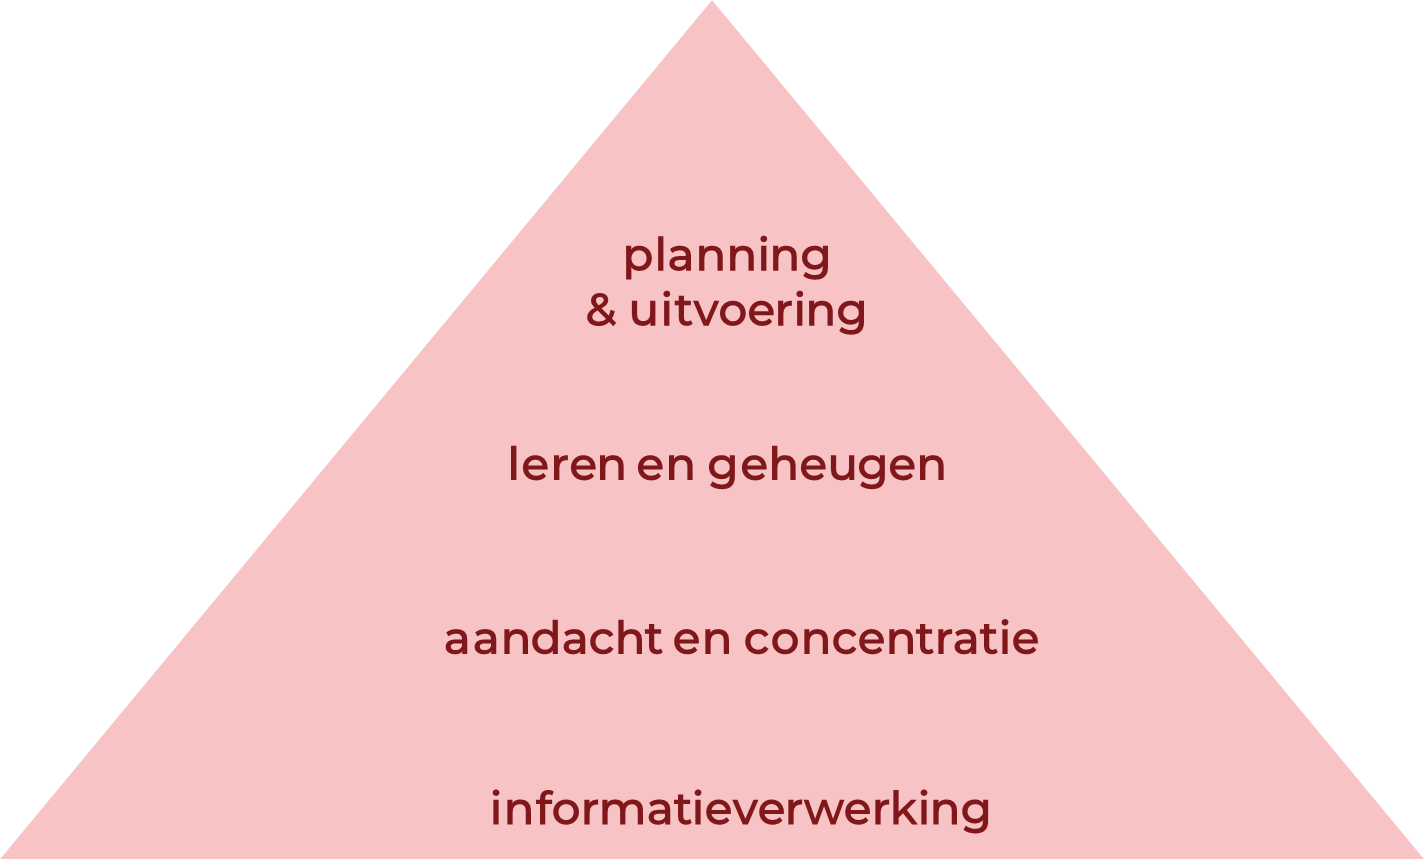 planning
& uitvoering
leren en geheugen
aandacht en concentratie
informatieverwerking